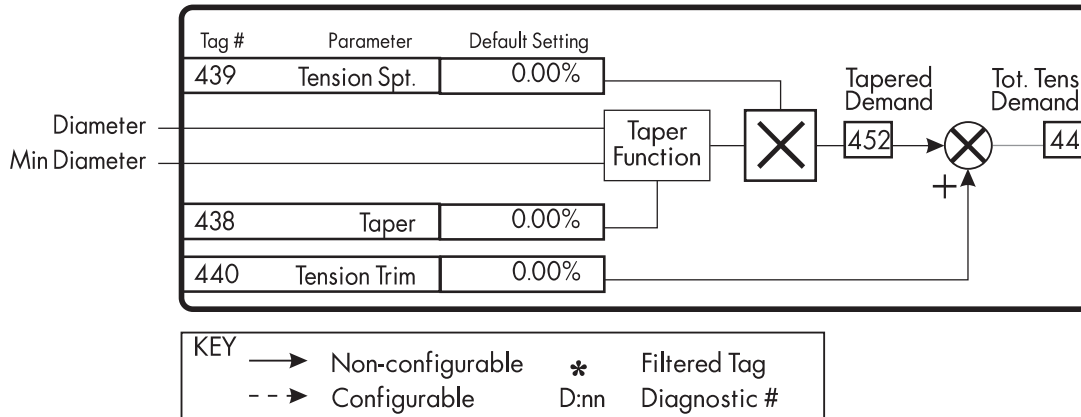 Tag # Parameter Default Setting
439 Tension Spt. 0.00%
Diameter
Min Diameter
Taper
Function
Tapered
Demand
452
Tot. Tens
Demand
44
+
438 Taper 0.00%
440 Tension Trim 0.00%
KEY
Non-configurable * Filtered Tag
Configurable D:nn Diagnostic #